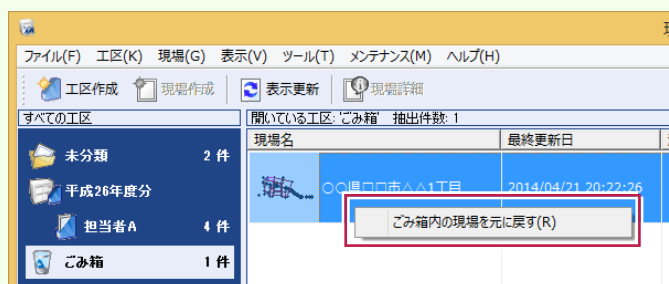 ファイル(F) 工区(K) 現場(G) 表示(V) ツール(T) メンテナンス(M) ヘルプ(H)
工区作成 現場作成 表示更新 現場詳細
すべての工区
開いている工区: ごみ箱' 抽出件数: 1
現場名 最終更新日
未分類 2 件
平成26年度分
担当者A 4 件
ごみ箱 1 件
○○県□□市△△1丁目 2014/04/21 20:22:26
ごみ箱内の現場を元に戻す(R)